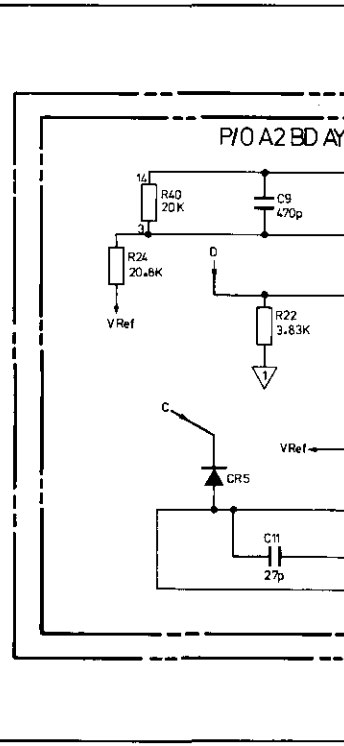 P/O A2 BD AY
14
R40
20K
C9
470p
3
R24
20.8K
D
VRef
R22
3.83K
1
C
VRef
CR5
C11
27p